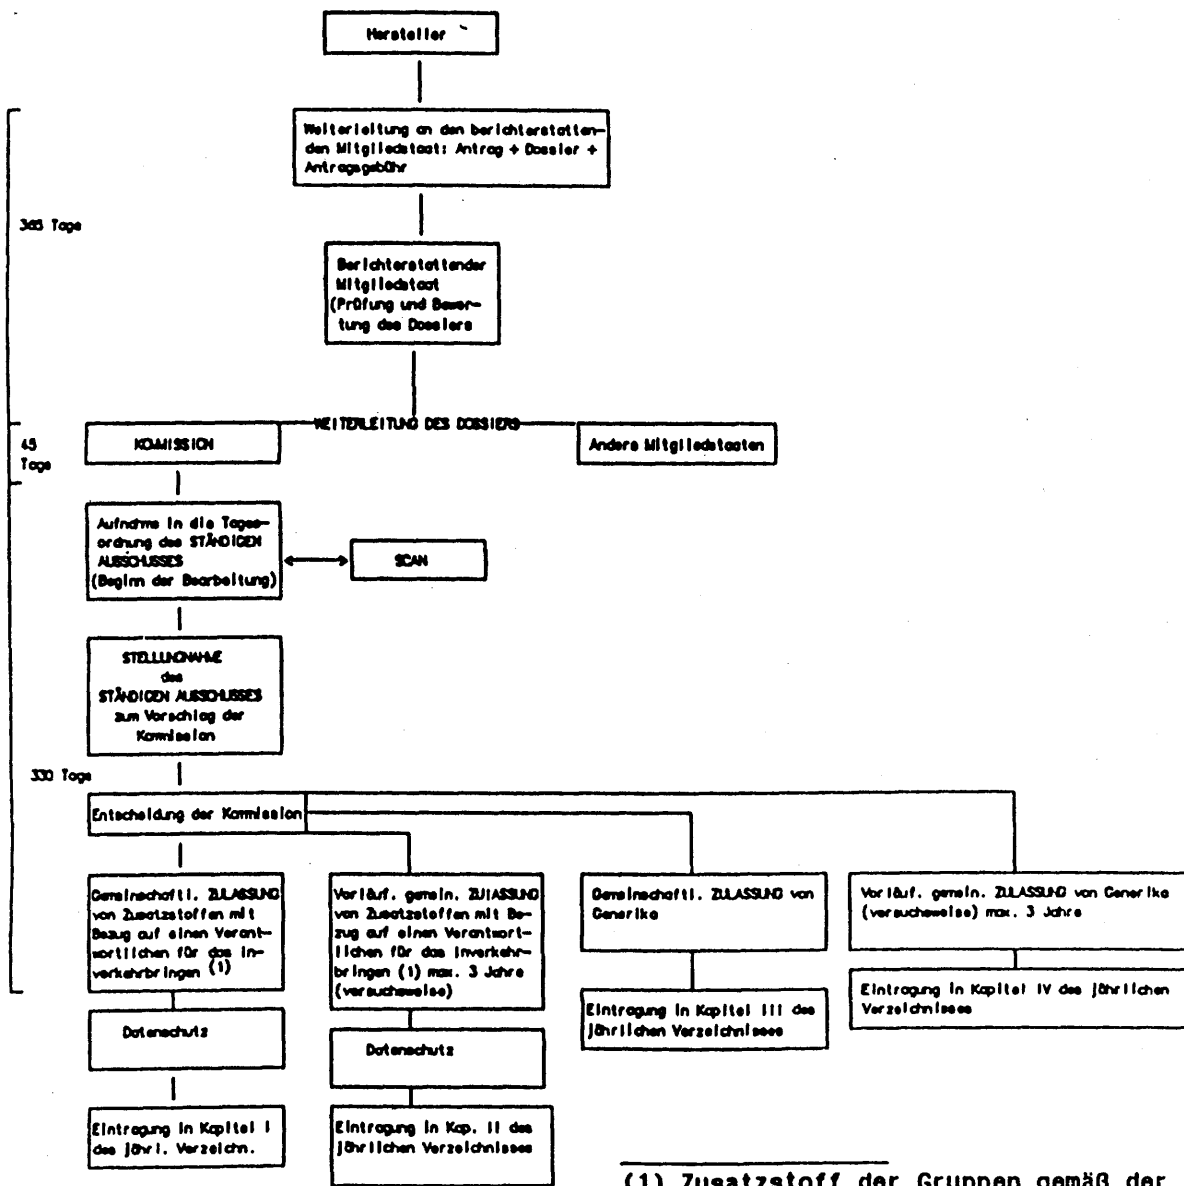 Hersteller
Weiterleitung an den berichterstatten-
den Mitgliedstaat: Antrag + Dossier +
Antragsgebühr
365 Tage
Berichterstattender
Mitgliedstaat
(Prüfung und Bewer-
tung des Dossiers
WEITERLEITUNG DES DOSSIERS
45
Tage
KOMMISSION
Andere Mitgliedstaaten
Aufnahme in die Tages-
ordnung des STÄNDIGEN
AUSSCHUSSES
(Beginn der Bearbeitung)
SCAN
STELLUNGNAHME
des
STÄNDIGEN AUSSCHUSSES
zum Vorschlag der
Kommission
330 Tage
Entscheidung der Kommission
Gemeinschaftl. ZULASSUNG
von Zusatzstoffen mit
Bezug auf einen Verant-
wortlichen für das in-
verkehrbringen (1)
Vorläuf. gemein. ZUlASSUNG
von Zusatzstoffen mit Be-
zug auf einen Verantwort-
lichen für das inverkehr-
bringen (1) max. 3 Jahre
(versuchsweise)
Gemeinschaftl. ZULASSUNG von
Generika
Vorläuf. gemein. ZULASSUNG von Generika
(versuchsweise) max. 3 Jahre
Datenschutz
Datenschutz
Eintragung in Kapitel III des
jährlichen Verzeichnisses
Eintragung in Kapitel IV des jährlichen
Verzeichnisses
Eintragung in Kapitel I
des jährl. Verzeichn.
Eintragung in Kap. II des
jährlichen Verzeichnisses
(1) Zusatzstoff der Gruppen gemäß der